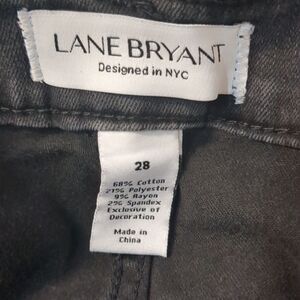 LANE BRYANT
Designed in NYC
28
68% Cotton
21% Polyester
9% Rayon
2% Spandex
Exclusive of
Decoration
Made in
China